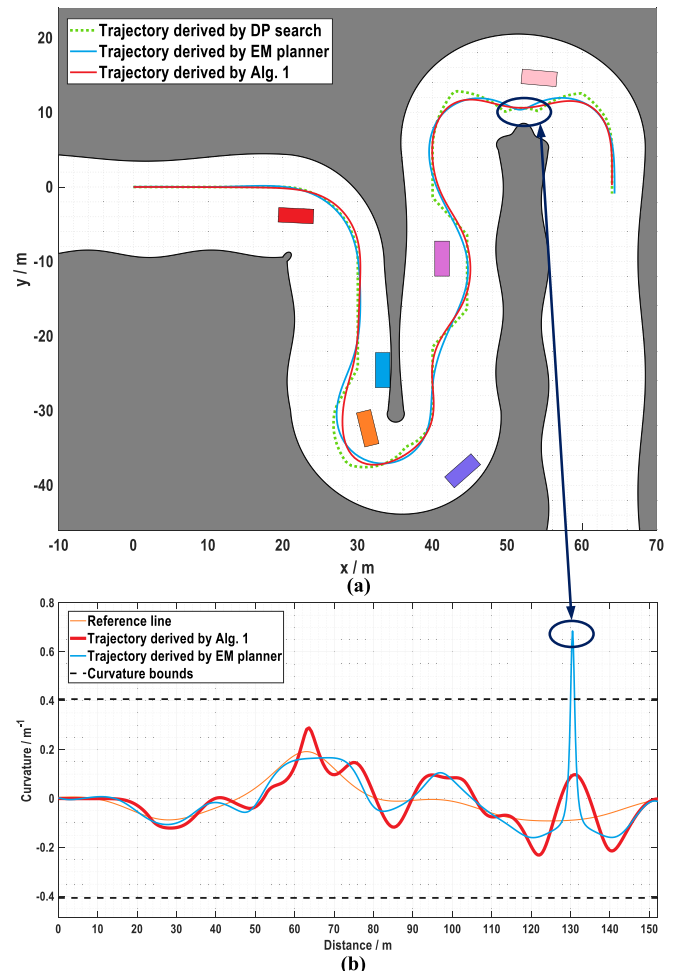 Trajectory derived by DP search
Trajectory derived by EM planner
Trajectory derived by Alg. 1
20
10
0
-10
-20
-30
-40
y / m
-10 0 10 20 30 40 50 60 70
x / m
(a)
Reference line
Trajectory derived by Alg. 1
Trajectory derived by EM planner
Curvature bounds
0.8
0.6
0.4
0.2
0
-0.2
-0.4
Curvature / m-1
0 10 20 30 40 50 60 70 80 90 100 110 120 130 140 150
Distance / m
(b)